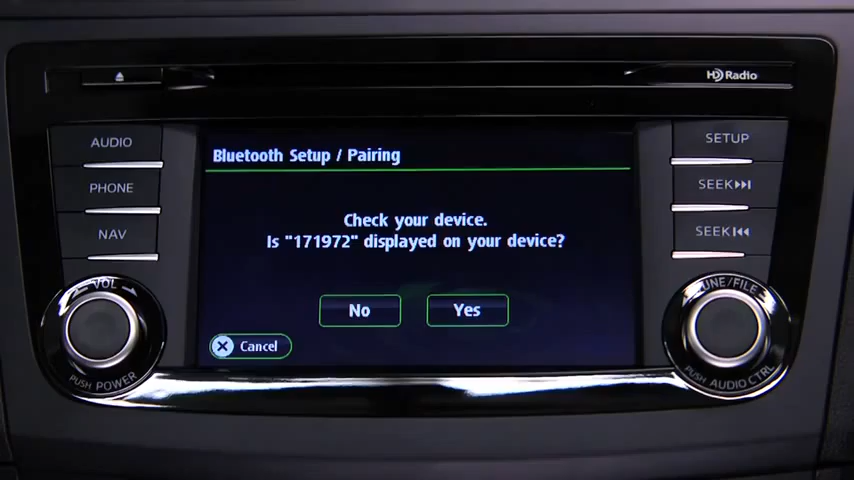 HD Radio
AUDIO
PHONE
NAV
VOL
PUSH POWER
Bluetooth Setup / Pairing
Check your device.
Is "171972" displayed on your device?
No
Yes
Cancel
SETUP
SEEK
SEEK
TUNE/FILE
PUSH AUDIO CTRL